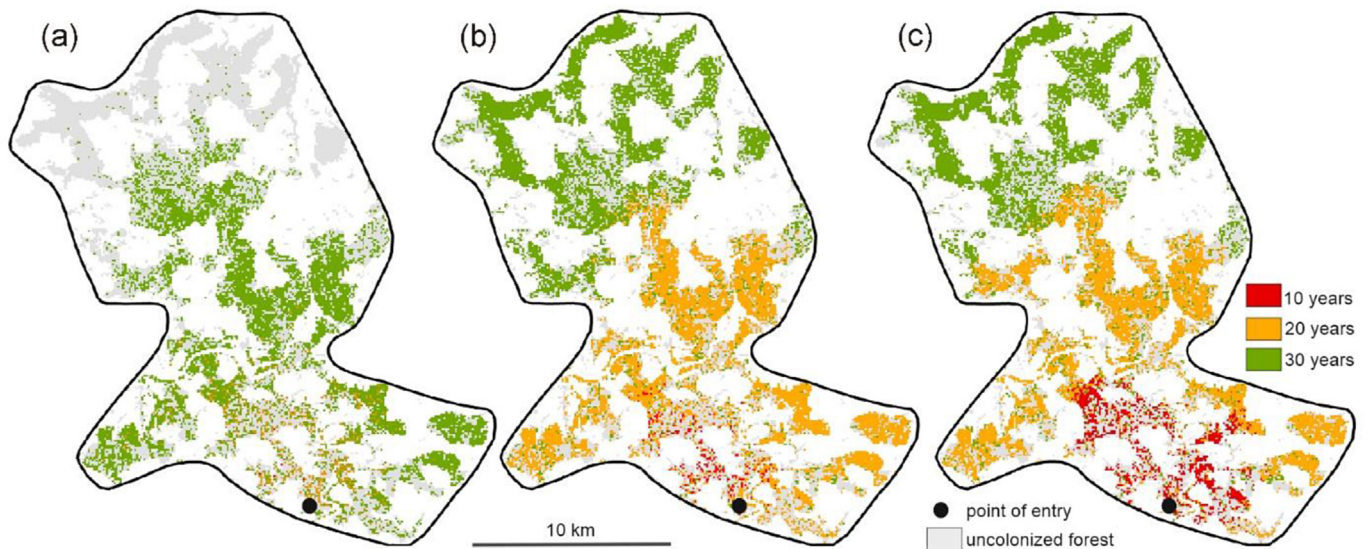 (a)
(b)
(c)
10 years
20 years
30 years
10 km
point of entry
uncolonized forest